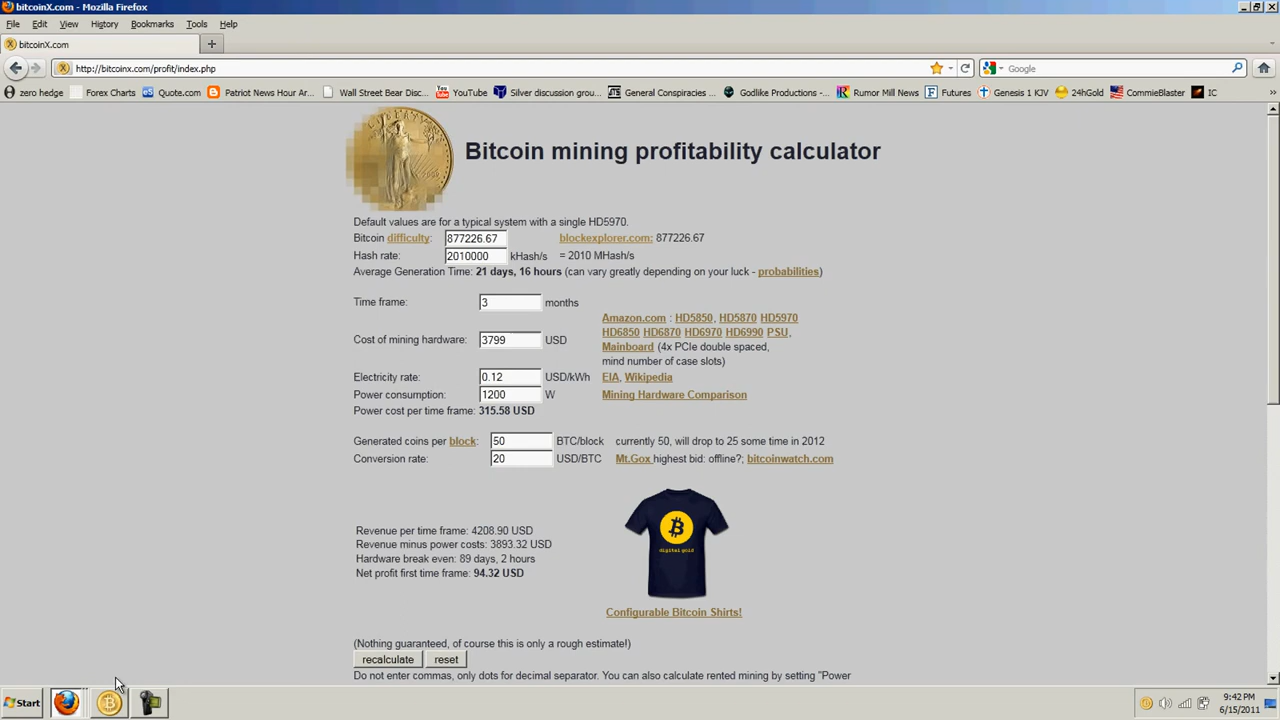 bitcoinX.com - Mozilla Firefox
File Edit View History Bookmarks Tools Help
bitcoinX.com
http://bitcoinx.com/profit/index.php
Google
zero hedge Forex Charts Quote.com Patriot News Hour Ar... Wall Street Bear Disc... YouTube Silver discussion grou... General Conspiracies ... Godlike Productions -... Rumor Mill News Futures Genesis 1 KJV 24hGold CommieBlaster IC
Bitcoin mining profitability calculator
Default values are for a typical system with a single HD5970.
Bitcoin difficulty: 877226.67 blockexplorer.com: 877226.67
Hash rate: 2010000 kHash/s = 2010 MHash/s
Average Generation Time: 21 days, 16 hours (can vary greatly depending on your luck - probabilities)
Time frame: 3 months
Amazon.com : HD5850, HD5870 HD5970
HD6850 HD6870 HD6970 HD6990 PSU,
Cost of mining hardware: 3799 USD
Mainboard (4x PCIe double spaced,
mind number of case slots)
Electricity rate: 0.12 USD/kWh EIA, Wikipedia
Power consumption: 1200 W Mining Hardware Comparison
Power cost per time frame: 315.58 USD
Generated coins per block: 50 BTC/block currently 50, will drop to 25 some time in 2012
Conversion rate: 20 USD/BTC Mt.Gox highest bid: offline?; bitcoinwatch.com
digital gold
Revenue per time frame: 4208.90 USD
Revenue minus power costs: 3893.32 USD
Hardware break even: 89 days, 2 hours
Net profit first time frame: 94.32 USD
Configurable Bitcoin Shirts!
(Nothing guaranteed, of course this is only a rough estimate!)
recalculate reset
Do not enter commas, only dots for decimal separator. You can also calculate rented mining by setting "Power
Start
9:42 PM
6/15/2011